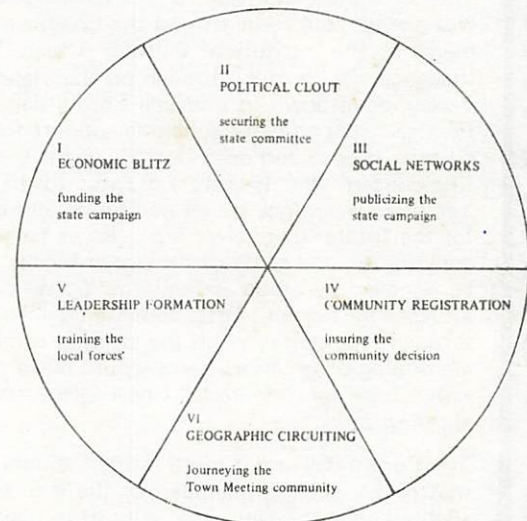 I
ECONOMIC BLITZ
funding the
state campaign
II
POLITICAL CLOUT
securing the
state committee
III
SOCIAL NETWORKS
publicizing the
state campaign
IV
COMMUNITY REGISTRATION
insuring the
community decision
V
LEADERSHIP FORMATION
training the
local forces'
VI
GEOGRAPHIC CIRCUITING
Journeying the
Town Meeting community